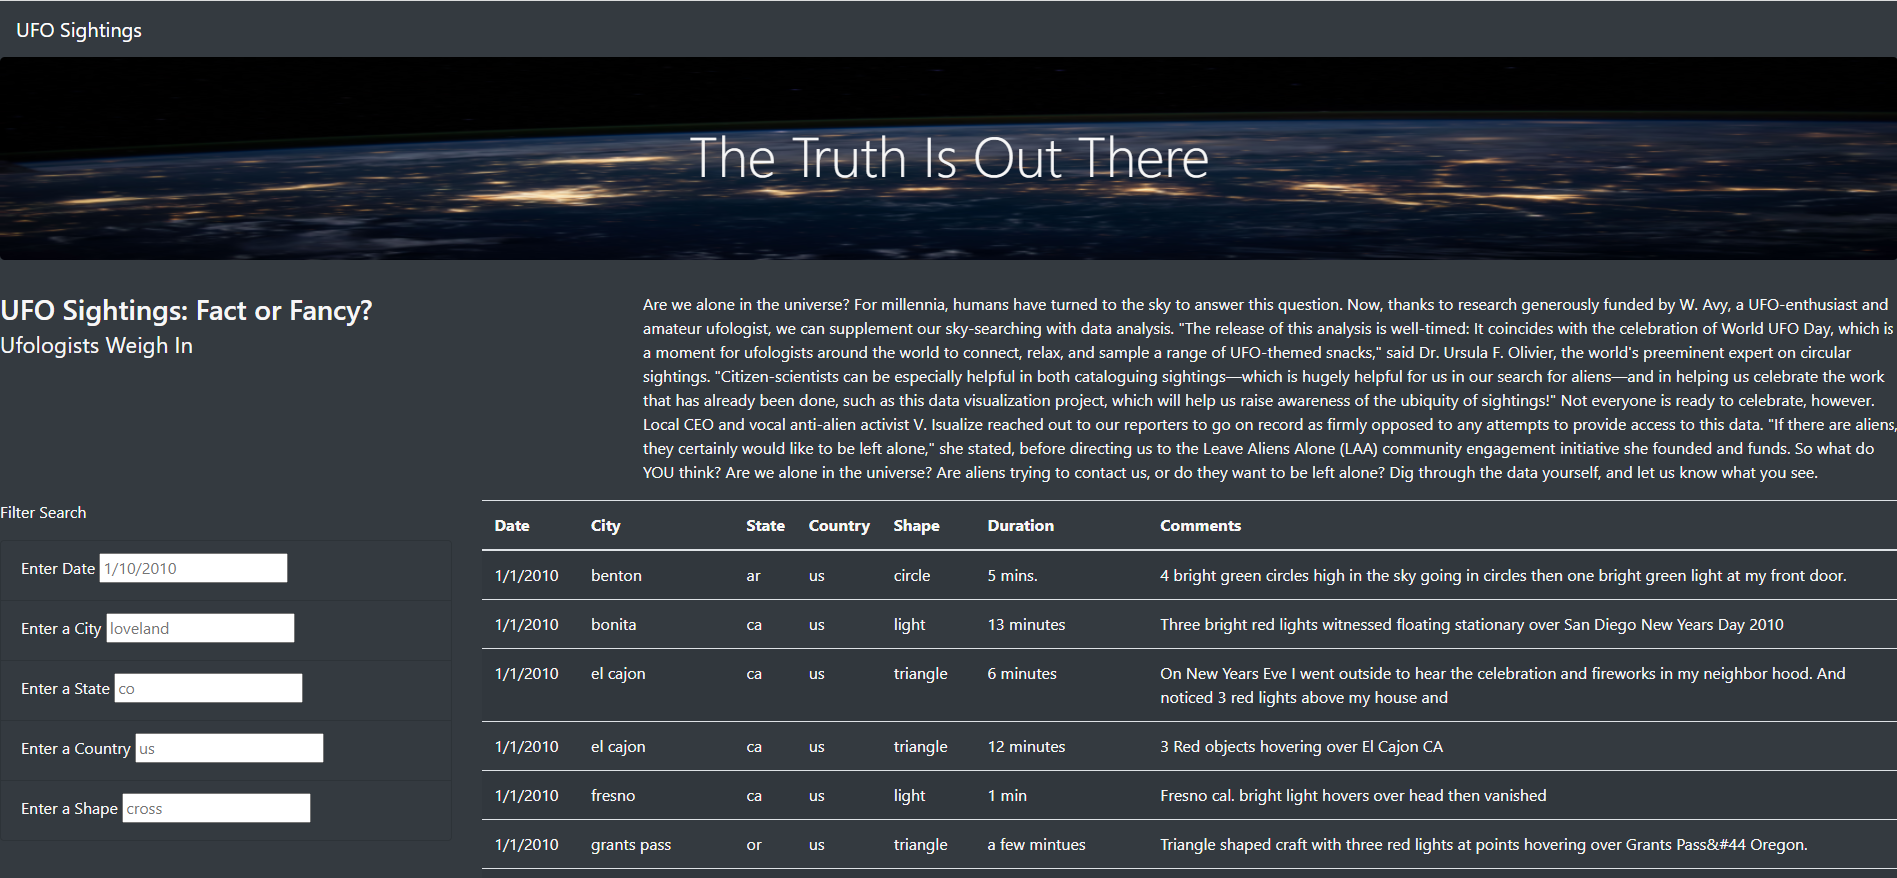 UFO Sightings
The Truth Is Out There
UFO Sightings: Fact or Fancy?
Ufologists Weigh In
Are we alone in the universe? For millennia, humans have turned to the sky to answer this question. Now, thanks to research generously funded by W. Avy, a UFO-enthusiast and
amateur ufologist, we can supplement our sky-searching with data analysis. "The release of this analysis is well-timed: It coincides with the celebration of World UFO Day, which is
a moment for ufologists around the world to connect, relax, and sample a range of UFO-themed snacks," said Dr. Ursula F. Olivier, the world's preeminent expert on circular
sightings. "Citizen-scientists can be especially helpful in both cataloguing sightings—which is hugely helpful for us in our search for aliens—and in helping us celebrate the work
that has already been done, such as this data visualization project, which will help us raise awareness of the ubiquity of sightings!" Not everyone is ready to celebrate, however.
Local CEO and vocal anti-alien activist V. Isualize reached out to our reporters to go on record as firmly opposed to any attempts to provide access to this data. "If there are aliens,
they certainly would like to be left alone," she stated, before directing us to the Leave Aliens Alone (LAA) community engagement initiative she founded and funds. So what do
YOU think? Are we alone in the universe? Are aliens trying to contact us, or do they want to be left alone? Dig through the data yourself, and let us know what you see.
Filter Search
Enter Date 1/10/2010
Enter a City loveland
Enter a State co
Enter a Country us
Enter a Shape cross
Date City State Country Shape Duration Comments
1/1/2010 benton ar us circle 5 mins. 4 bright green circles high in the sky going in circles then one bright green light at my front door.
1/1/2010 bonita ca us light 13 minutes Three bright red lights witnessed floating stationary over San Diego New Years Day 2010
1/1/2010 el cajon ca us triangle 6 minutes On New Years Eve I went outside to hear the celebration and fireworks in my neighbor hood. And
noticed 3 red lights above my house and
1/1/2010 el cajon ca us triangle 12 minutes 3 Red objects hovering over El Cajon CA
1/1/2010 fresno ca us light 1 min Fresno cal. bright light hovers over head then vanished
1/1/2010 grants pass or us triangle a few mintues Triangle shaped craft with three red lights at points hovering over Grants Pass&#44 Oregon.